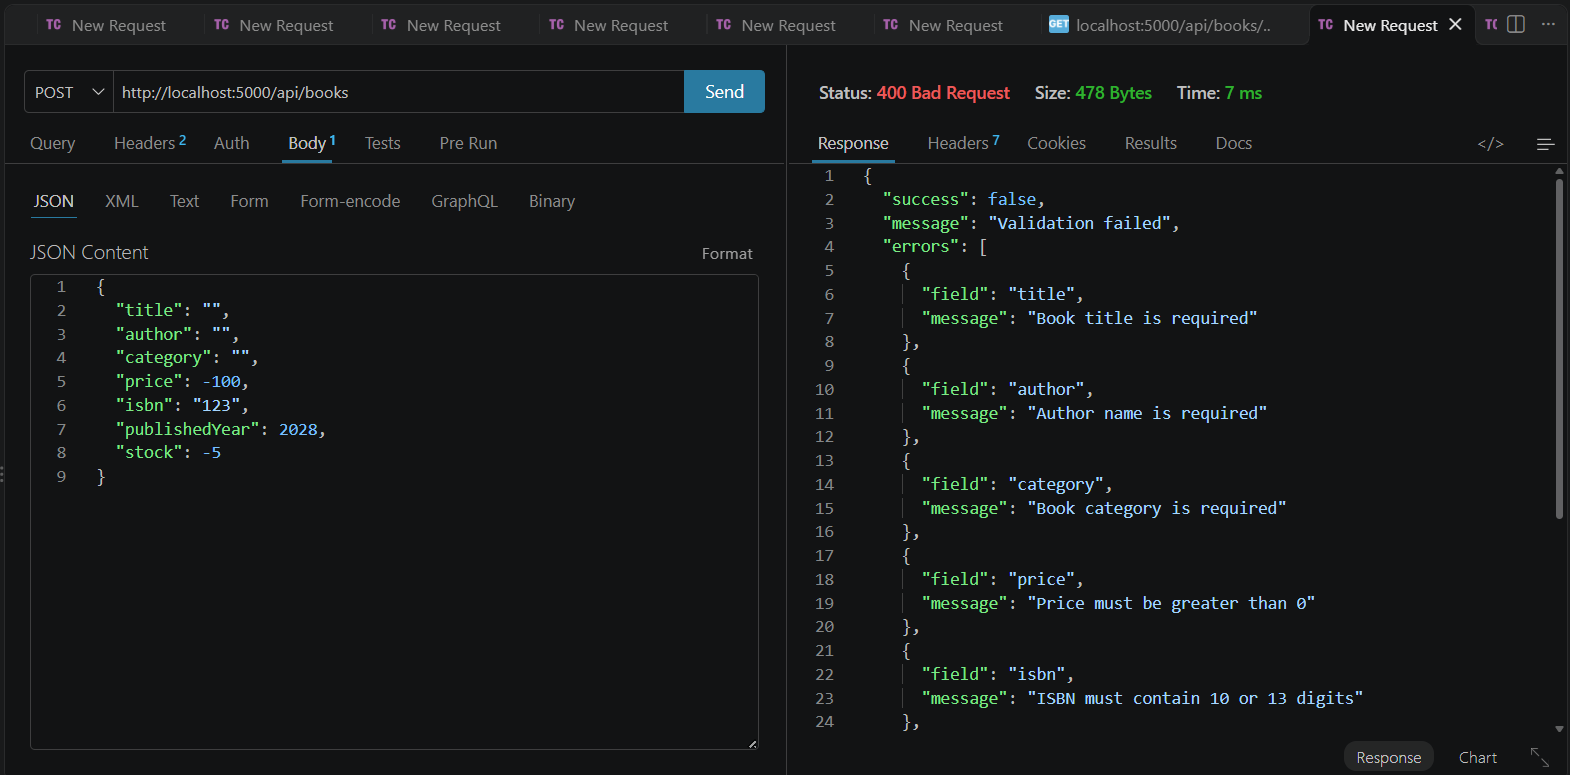 TC New Request
TC New Request
TC New Request
TC New Request
TC New Request
TC New Request
GET localhost:5000/api/books/..
TC New Request
TC
POST
http://localhost:5000/api/books
Send
Query
Headers 2
Auth
Body 1
Tests
Pre Run
JSON
XML
Text
Form
Form-encode
GraphQL
Binary
JSON Content
Format
1 {
2 "title": "",
3 "author": "",
4 "category": "",
5 "price": -100,
6 "isbn": "123",
7 "publishedYear": 2028,
8 "stock": -5
9 }
Status: 400 Bad Request Size: 478 Bytes Time: 7 ms
Response
Headers 7
Cookies
Results
Docs
</>
1 {
2 "success": false,
3 "message": "Validation failed",
4 "errors": [
5 {
6 "field": "title",
7 "message": "Book title is required"
8 },
9 {
10 "field": "author",
11 "message": "Author name is required"
12 },
13 {
14 "field": "category",
15 "message": "Book category is required"
16 },
17 {
18 "field": "price",
19 "message": "Price must be greater than 0"
20 },
21 {
22 "field": "isbn",
23 "message": "ISBN must contain 10 or 13 digits"
24 },
Response
Chart